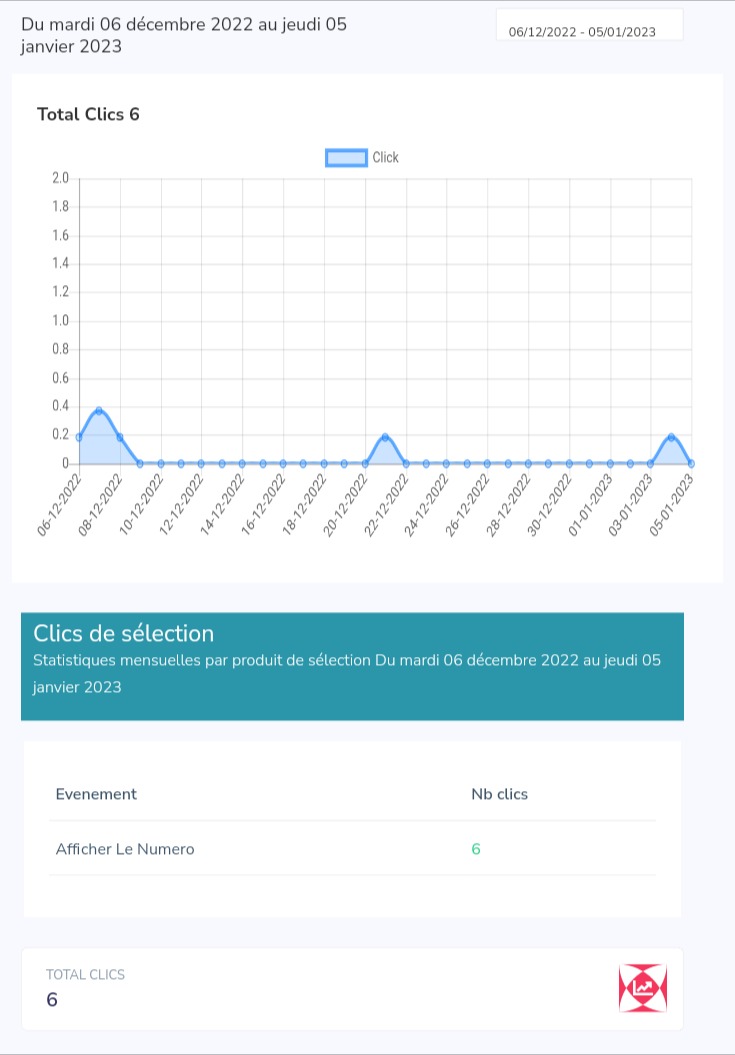 Du mardi 06 décembre 2022 au jeudi 05
janvier 2023
06/12/2022 - 05/01/2023
Total Clics 6
Click
2.0
1.8
1.6
1.4
1.2
1.0
0.8
0.6
0.4
0.2
0
06-12-2022
08-12-2022
10-12-2022
12-12-2022
14-12-2022
16-12-2022
18-12-2022
20-12-2022
22-12-2022
24-12-2022
26-12-2022
28-12-2022
30-12-2022
01-01-2023
03-01-2023
05-01-2023
Clics de sélection
Statistiques mensuelles par produit de sélection Du mardi 06 décembre 2022 au jeudi 05
janvier 2023
Evenement Nb clics
Afficher Le Numero 6
TOTAL CLICS
6